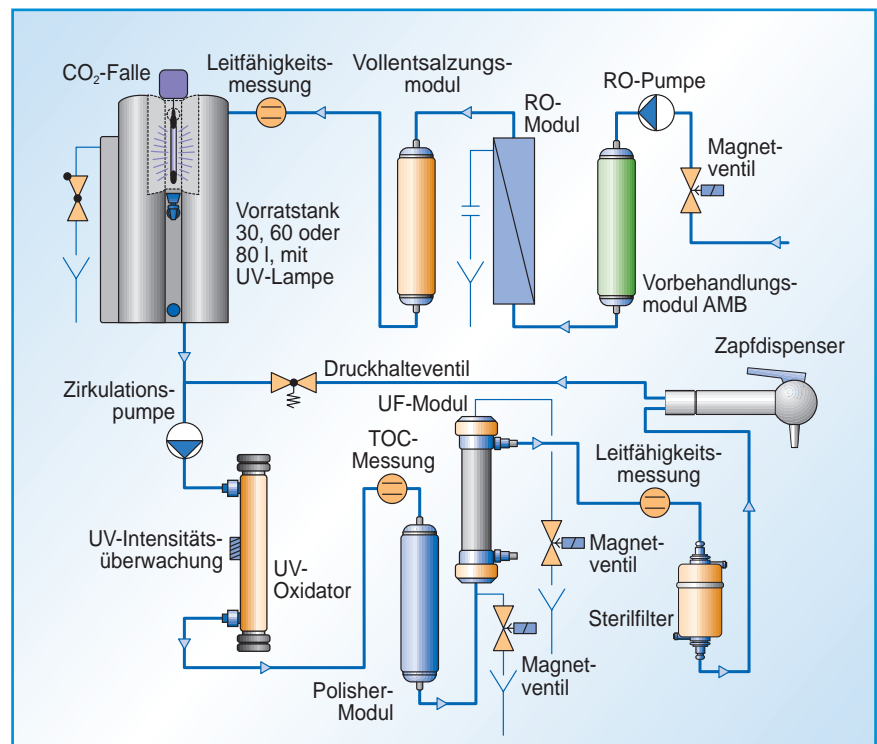 CO₂-Falle
Leitfähigkeits-
messung
Vollentsalzungs-
modul
RO-
Modul
RO-Pumpe
Magnet-
ventil
Vorratstank
30, 60 oder
80 l, mit
UV-Lampe
Vorbehandlungs-
modul AMB
Zapfdispenser
Druckhalteventil
Zirkulations-
pumpe
UF-Modul
TOC-
Messung
Leitfähigkeits-
messung
UV-Intensitäts-
überwachung
UV-
Oxidator
Magnet-
ventil
Sterilfilter
Polisher-
Modul
Magnet-
ventil